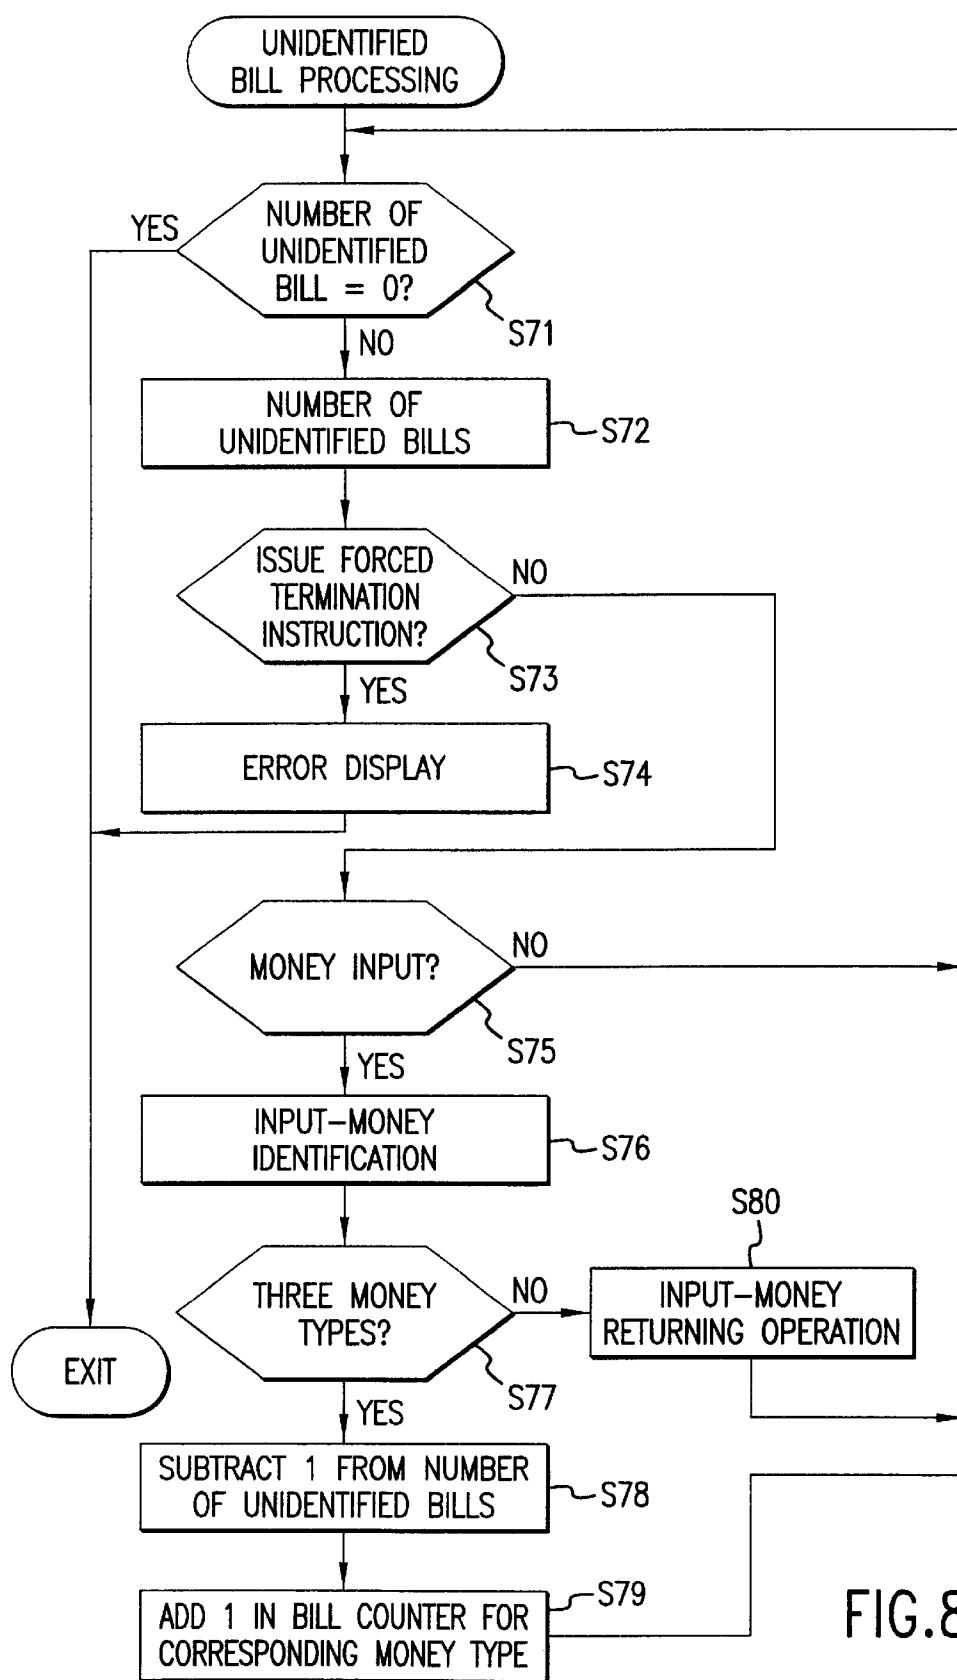 UNIDENTIFIED
BILL PROCESSING
YES
NUMBER OF
UNIDENTIFIED
BILL = 0?
S71
NO
NUMBER OF
UNIDENTIFIED BILLS
S72
ISSUE FORCED
TERMINATION
INSTRUCTION?
NO
S73
YES
ERROR DISPLAY
S74
MONEY INPUT?
NO
S75
YES
INPUT-MONEY
IDENTIFICATION
S76
S80
THREE MONEY
TYPES?
NO
INPUT-MONEY
RETURNING OPERATION
EXIT
S77
YES
SUBTRACT 1 FROM NUMBER
OF UNIDENTIFIED BILLS
S78
S79
ADD 1 IN BILL COUNTER FOR
CORRESPONDING MONEY TYPE
FIG.8